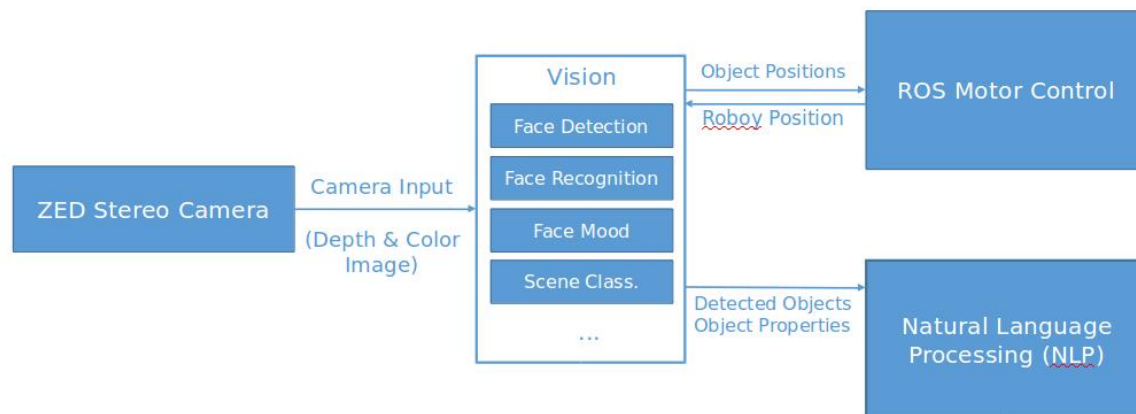 ZED Stereo Camera
Camera Input
(Depth & Color
Image)
Vision
Face Detection
Face Recognition
Face Mood
Scene Class.
...
Object Positions
Roboy Position
ROS Motor Control
Detected Objects
Object Properties
Natural Language
Processing (NLP)